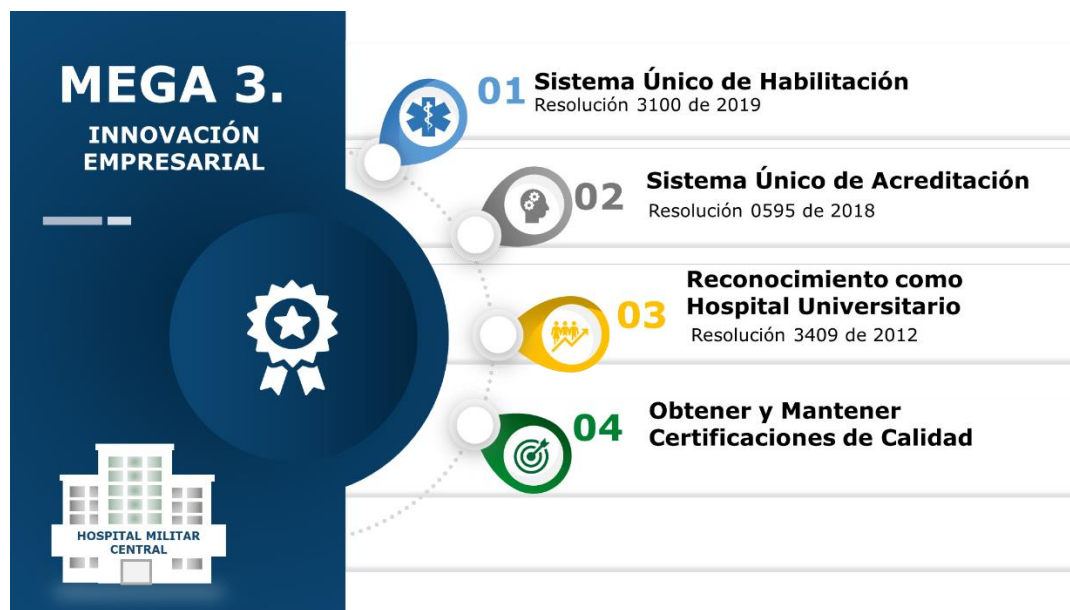 MEGA 3.
INNOVACIÓN
EMPRESARIAL
HOSPITAL MILITAR
CENTRAL
01
Sistema Único de Habilitación
Resolución 3100 de 2019
02
Sistema Único de Acreditación
Resolución 0595 de 2018
03
Reconocimiento como
Hospital Universitario
Resolución 3409 de 2012
04
Obtener y Mantener
Certificaciones de Calidad